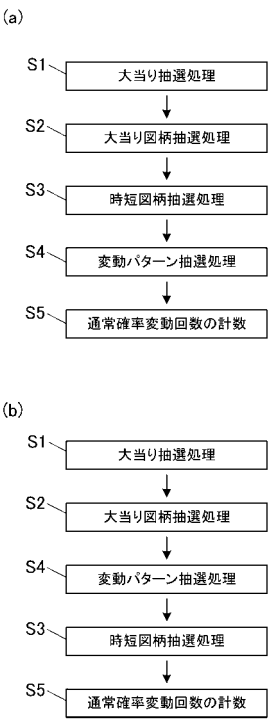 (a)
S1
大当り抽選処理
S2
大当り図柄抽選処理
S3
時短図柄抽選処理
S4
変動パターン抽選処理
S5
通常確率変動回数の計数
(b)
S1
大当り抽選処理
S2
大当り図柄抽選処理
S4
変動パターン抽選処理
S3
時短図柄抽選処理
S5
通常確率変動回数の計数